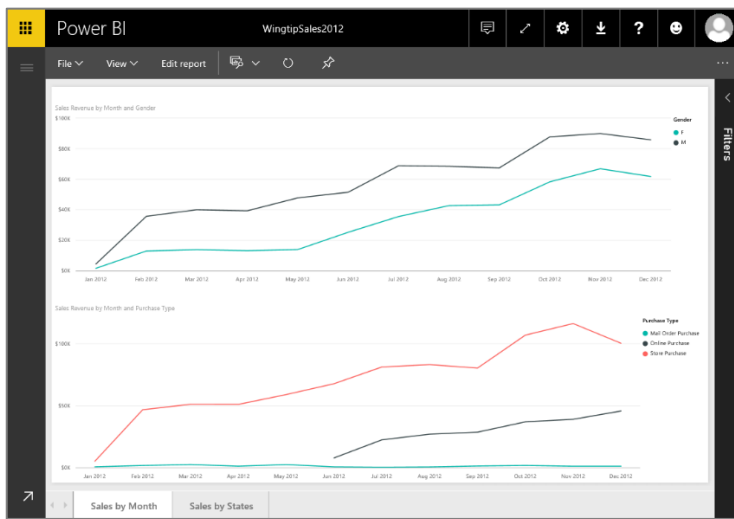 Power BI
WingtipSales2012
?
File View Edit report
...
Filters
Sales Revenue by Month and Gender
Gender
F
M
$100K
$80K
$60K
$40K
$20K
$0K
Jan 2012 Feb 2012 Mar 2012 Apr 2012 May 2012 Jun 2012 Jul 2012 Aug 2012 Sep 2012 Oct 2012 Nov 2012 Dec 2012
Sales Revenue by Month and Purchase Type
Purchase Type
Mail Order Purchase
Online Purchase
Store Purchase
$100K
$50K
$0K
Jan 2012 Feb 2012 Mar 2012 Apr 2012 May 2012 Jun 2012 Jul 2012 Aug 2012 Sep 2012 Oct 2012 Nov 2012 Dec 2012
Sales by Month Sales by States